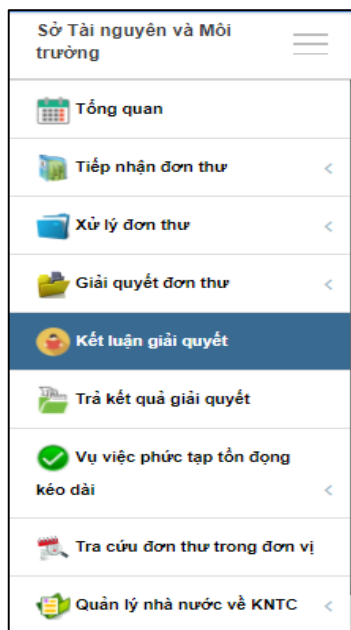 Sở Tài nguyên và Môi
trường
Tổng quan
Tiếp nhận đơn thư
Xử lý đơn thư
Giải quyết đơn thư
Kết luận giải quyết
Trả kết quả giải quyết
Vụ việc phức tạp tồn đọng
kéo dài
Tra cứu đơn thư trong đơn vị
Quản lý nhà nước về KNTC